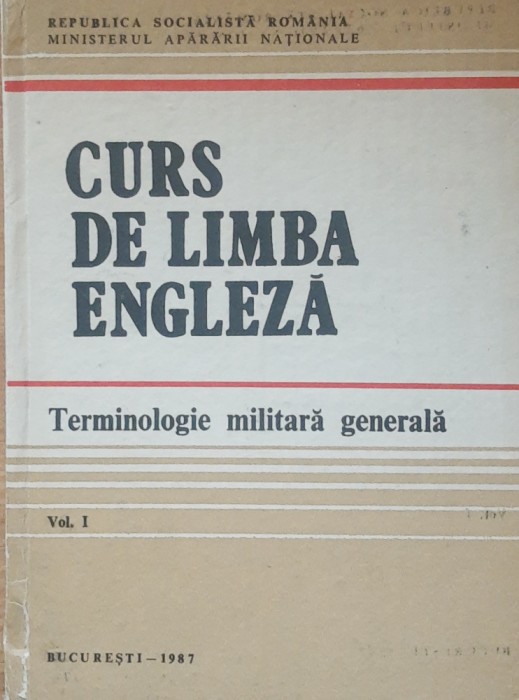 REPUBLICA SOCIALISTĂ ROMÂNIA
MINISTERUL APĂRĂRII NAȚIONALE
CURS
DE LIMBA
ENGLEZĂ
Terminologie militară generală
Vol. I
BUCUREȘTI — 1987